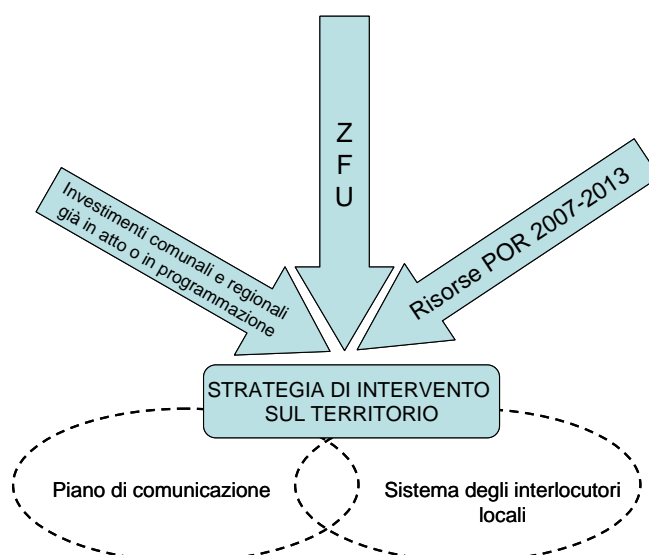 Z
F
U
Investimenti comunali e regionali
già in atto o in programmazione
Risorse POR 2007-2013
STRATEGIA DI INTERVENTO
SUL TERRITORIO
Piano di comunicazione
Sistema degli interlocutori
locali